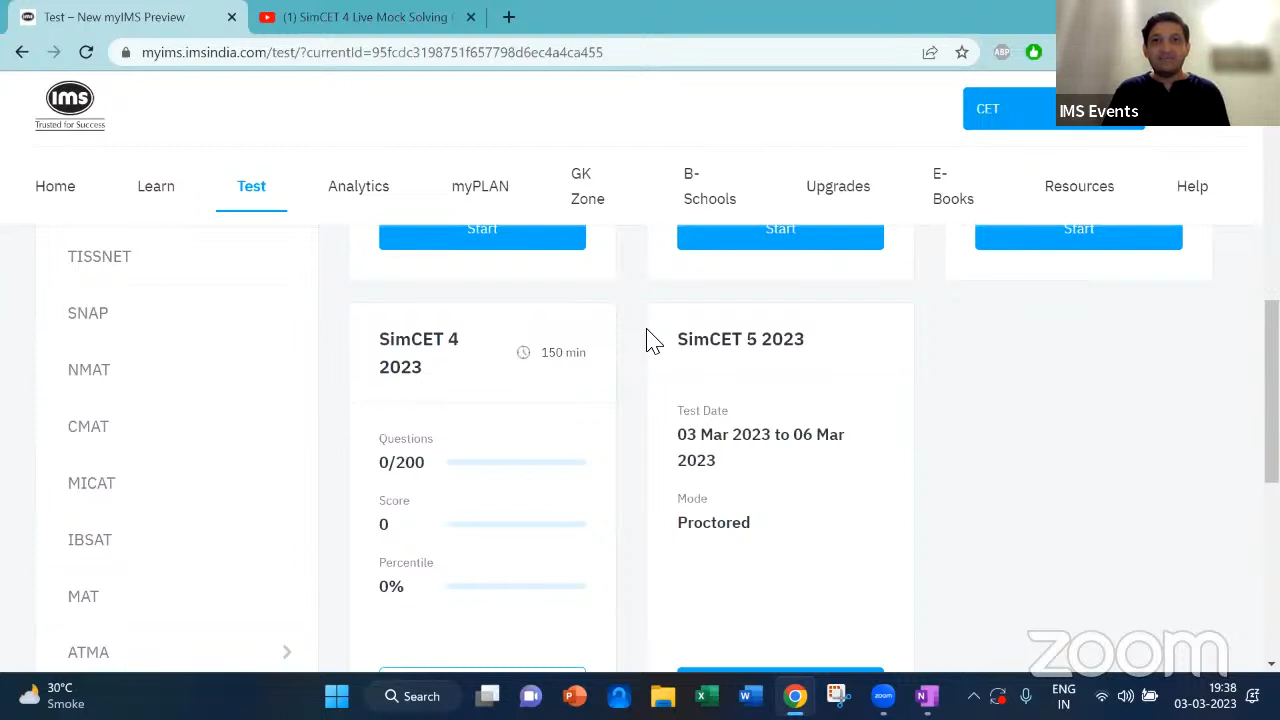 Test – New myIMS Preview
(1) SimCET 4 Live Mock Solving
myims.imsindia.com/test/?currentId=95fcdc3198751f657798d6ec4a4ca455
ABP
ims
Trusted for Success
CET
IMS Events
Home
Learn
Test
Analytics
myPLAN
GK
Zone
B-
Schools
Upgrades
E-
Books
Resources
Help
Start
Start
Start
TISSNET
SNAP
NMAT
CMAT
MICAT
IBSAT
MAT
ATMA
SimCET 4
2023
150 min
Questions
0/200
Score
0
Percentile
0%
SimCET 5 2023
Test Date
03 Mar 2023 to 06 Mar
2023
Mode
Proctored
zoom
30°C
Smoke
Search
zoom
ENG
IN
19:38
03-03-2023